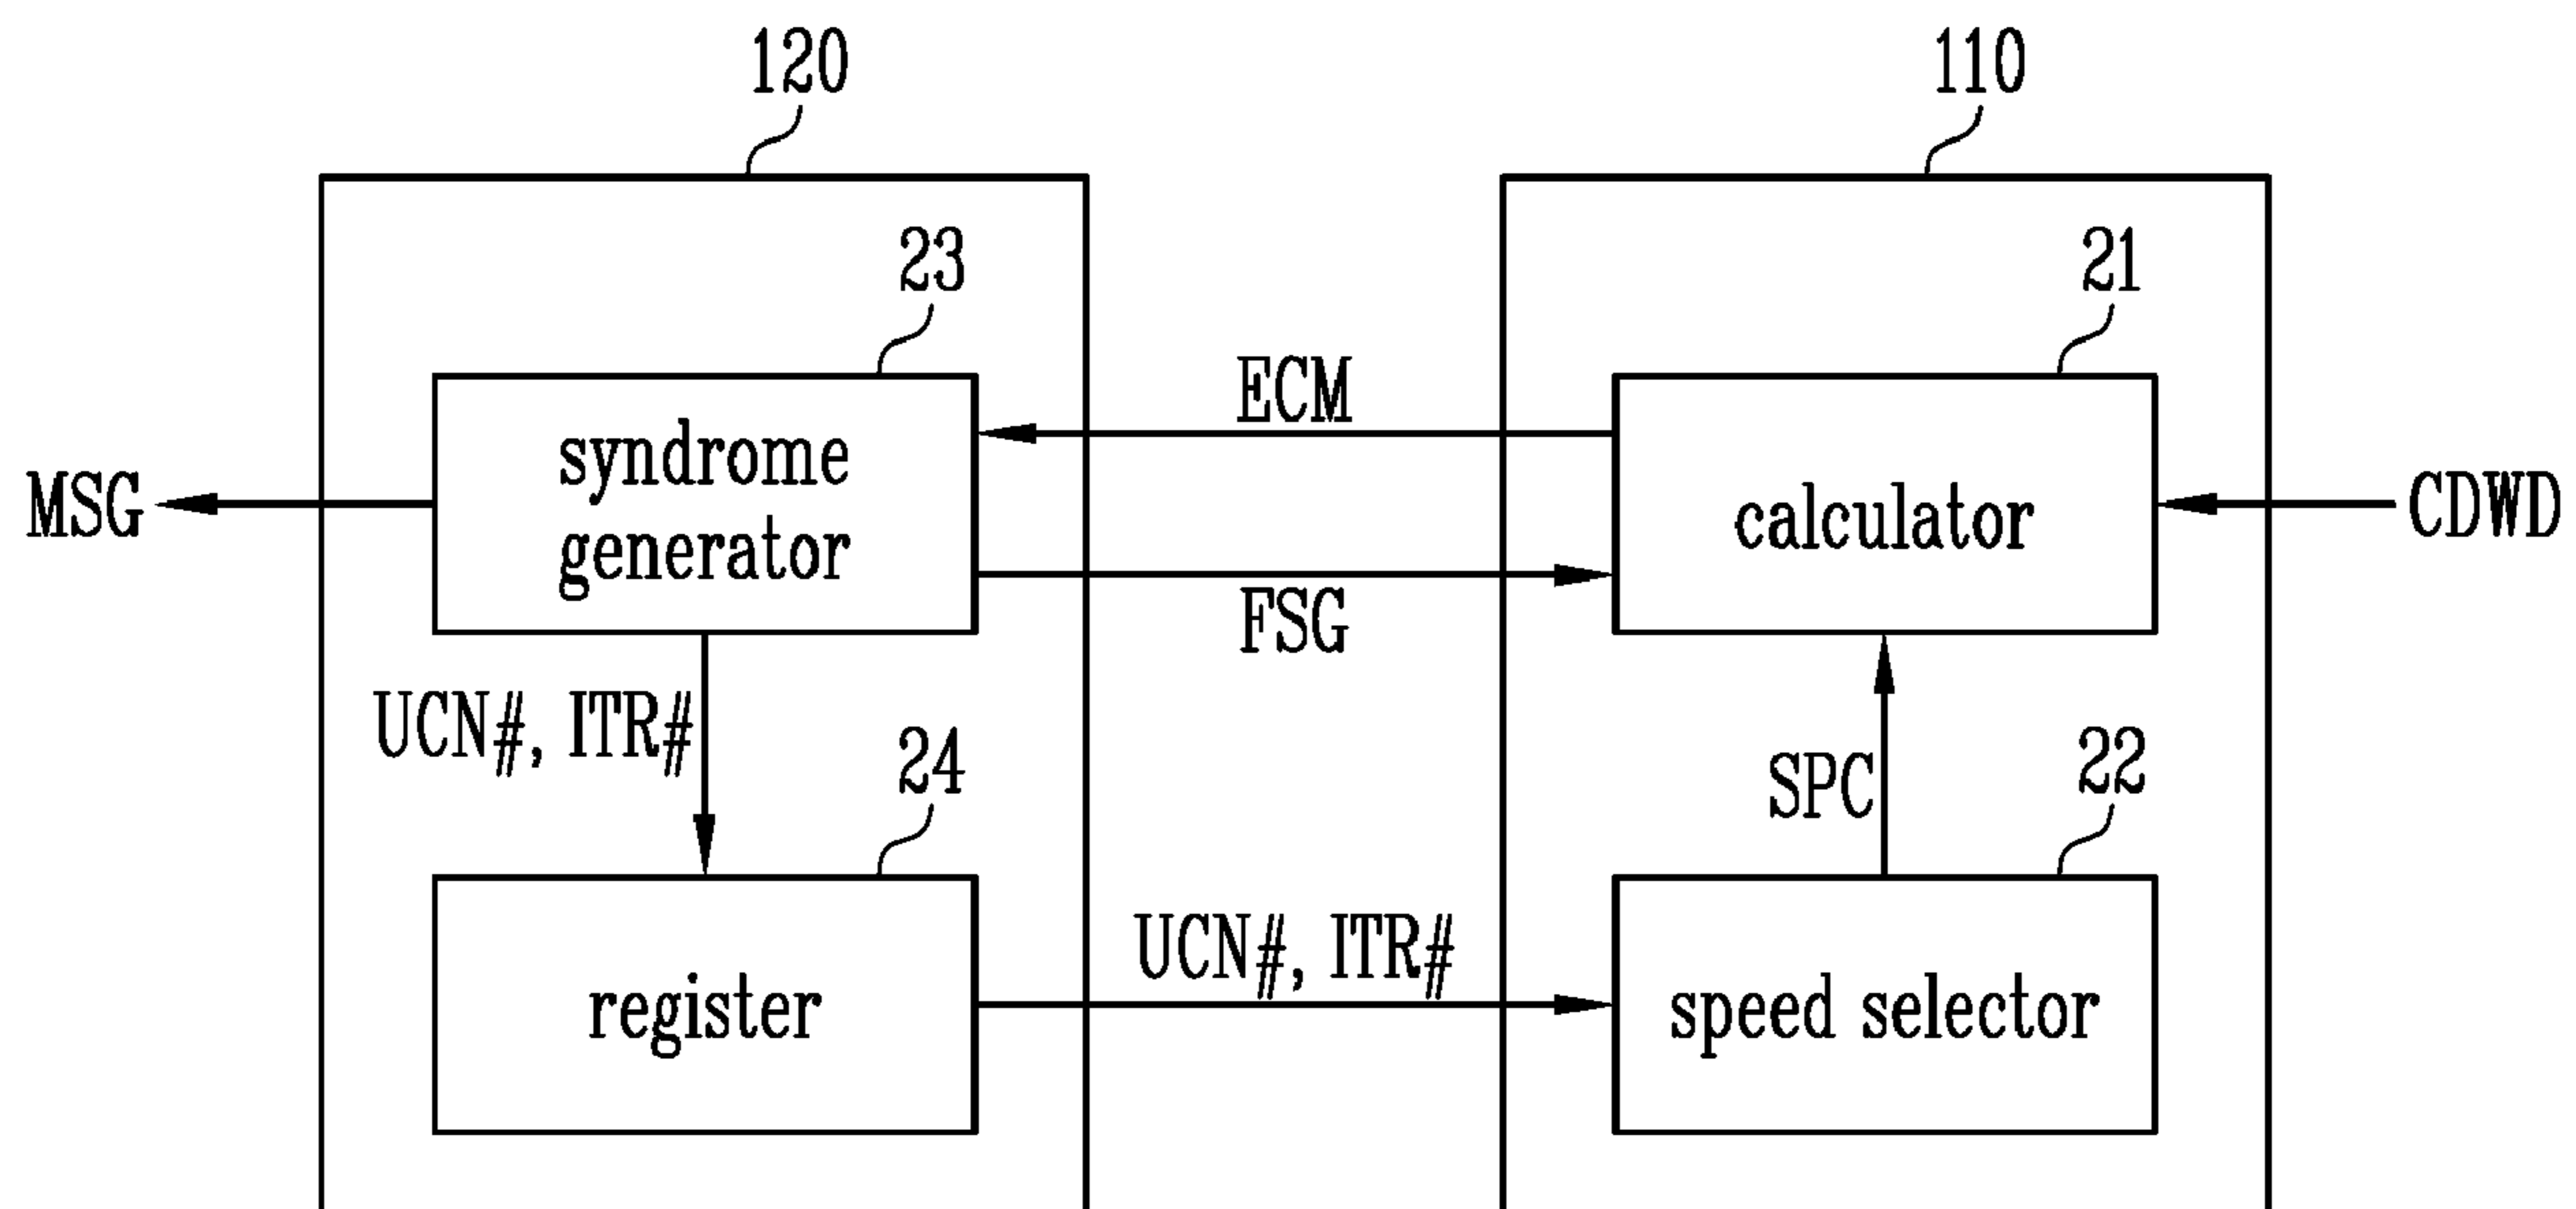 120
110
23
21
ECM
syndrome
generator
MSG
calculator
CDWD
FSG
UCN#, ITR#
24
SPC
22
UCN#, ITR#
register
speed selector